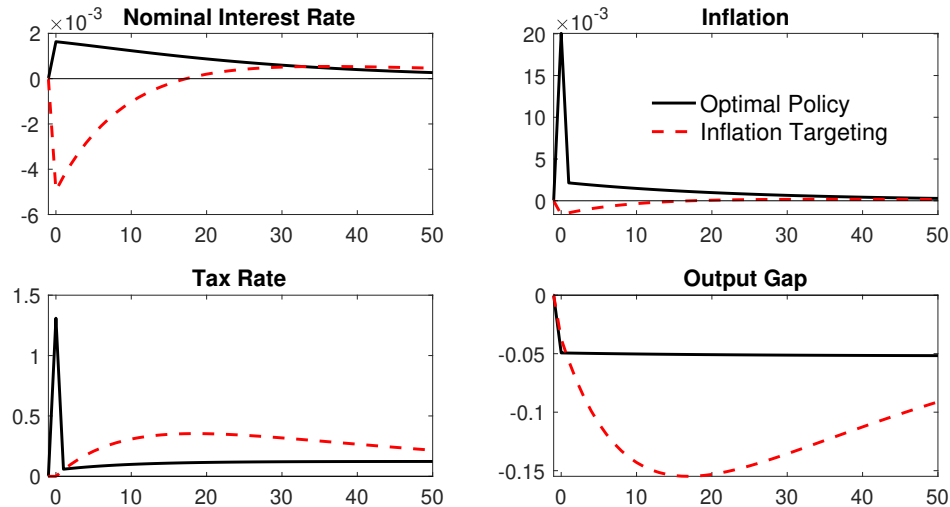 Nominal Interest Rate
×10⁻³
2
0
-2
-4
-6
0 10 20 30 40 50
Inflation
×10⁻³
20
15
10
5
0
Optimal Policy
Inflation Targeting
0 10 20 30 40 50
Tax Rate
1.5
1
0.5
0
0 10 20 30 40 50
Output Gap
0
-0.05
-0.1
-0.15
0 10 20 30 40 50